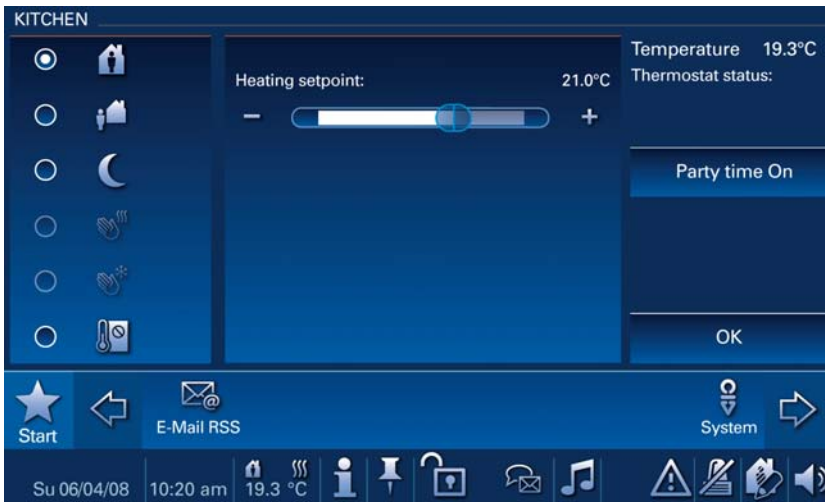 KITCHEN
Temperature 19.3°C
Thermostat status:
Heating setpoint: 21.0°C
− +
Party time On
OK
Start
E-Mail RSS
System
Su 06/04/08 10:20 am 19.3 °C